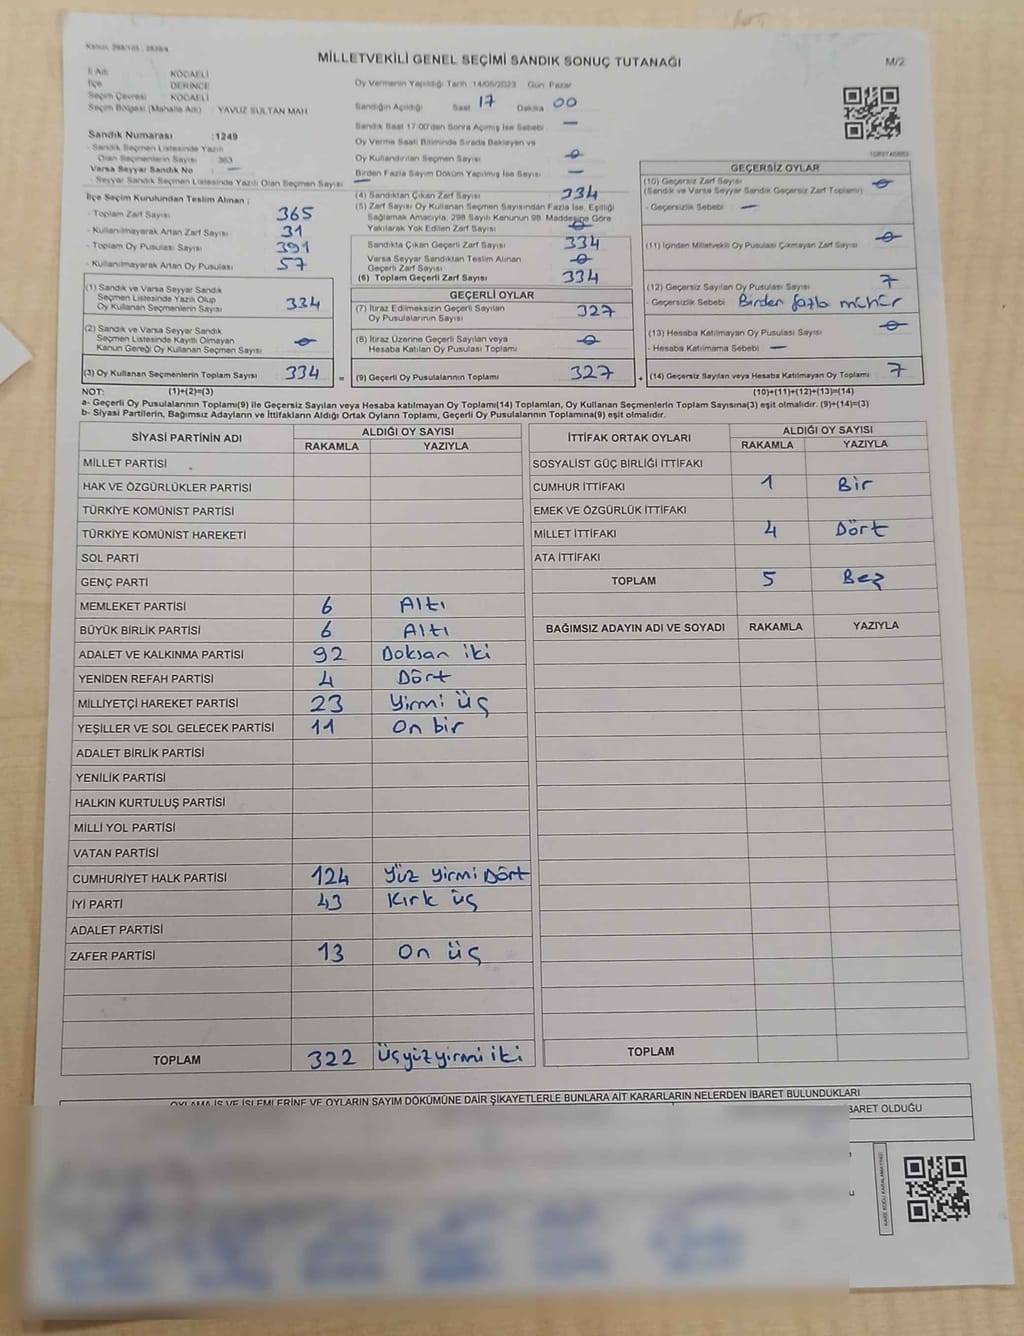 MİLLETVEKİLİ GENEL SEÇİMİ SANDIK SONUÇ TUTANAĞI
M/2
İl Adı KOCAELİ
İlçe DERİNCE
Seçim Çevresi KOCAELİ
Seçim Bölgesi (Mahalle Adı) YAVUZ SULTAN MAH
Sandık Numarası :1249
- Sandık Seçmen Listesinde Yazılı
Olan Seçmenlerin Sayısı 363
Varsa Seyyar Sandık No —
- Seyyar Sandık Seçmen Listesinde Yazılı Olan Seçmen Sayısı —
İlçe Seçim Kurulundan Teslim Alınan :
- Toplam Zarf Sayısı 365
- Kullanılmayarak Artan Zarf Sayısı 31
- Toplam Oy Pusulası Sayısı 391
- Kullanılmayarak Artan Oy Pusulası 57
(1) Sandık ve Varsa Seyyar Sandık
Seçmen Listesinde Yazılı Olup
Oy Kullanan Seçmenlerin Sayısı 334
(2) Sandık ve Varsa Seyyar Sandık
Seçmen Listesinde Kayıtlı Olmayan
Kanun Gereği Oy Kullanan Seçmen Sayısı 0
(3) Oy Kullanan Seçmenlerin Toplam Sayısı 334 =
Oy Vermenin Yapıldığı Tarih 14/05/2023 Gün Pazar
Sandığın Açıldığı Saat 17 Dakika 00
Sandık Saat 17:00'den Sonra Açılmış İse Sebebi —
Oy Verme Saati Bitiminde Sırada Bekleyen ve
Oy Kullandırılan Seçmen Sayısı 0
Birden Fazla Sayım Döküm Yapılmış İse Sayısı —
(4) Sandıktan Çıkan Zarf Sayısı 334
(5) Zarf Sayısı Oy Kullanan Seçmen Sayısından Fazla İse, Eşitliği
Sağlamak Amacıyla, 298 Sayılı Kanunun 98. Maddesine Göre
Yakılarak Yok Edilen Zarf Sayısı 0
Sandıkta Çıkan Geçerli Zarf Sayısı 334
Varsa Seyyar Sandıktan Teslim Alınan
Geçerli Zarf Sayısı 0
(6) Toplam Geçerli Zarf Sayısı 334
GEÇERLİ OYLAR
(7) İtiraz Edilmeksizin Geçerli Sayılan
Oy Pusulalarının Sayısı 327
(8) İtiraz Üzerine Geçerli Sayılan veya
Hesaba Katılan Oy Pusulası Toplamı 0
(9) Geçerli Oy Pusulalarının Toplamı 327 +
GEÇERSİZ OYLAR
(10) Geçersiz Zarf Sayısı 0
(Sandık ve Varsa Seyyar Sandık Geçersiz Zarf Toplamı)
- Geçersizlik Sebebi —
(11) İçinden Milletvekili Oy Pusulası Çıkmayan Zarf Sayısı 0
(12) Geçersiz Sayılan Oy Pusulası Sayısı 7
- Geçersizlik Sebebi Birden fazla mühür
(13) Hesaba Katılmayan Oy Pusulası Sayısı 0
- Hesaba Katılmama Sebebi —
(14) Geçersiz Sayılan veya Hesaba Katılmayan Oy Toplamı 7
NOT: (1)+(2)=(3) (10)+(11)+(12)+(13)=(14)
a- Geçerli Oy Pusulalarının Toplamı(9) ile Geçersiz Sayılan veya Hesaba katılmayan Oy Toplamı(14) Toplamları, Oy Kullanan Seçmenlerin Toplam Sayısına(3) eşit olmalıdır. (9)+(14)=(3)
b- Siyasi Partilerin, Bağımsız Adayların ve İttifakların Aldığı Ortak Oyların Toplamı, Geçerli Oy Pusulalarının Toplamına(9) eşit olmalıdır.
SİYASİ PARTİNİN ADI ALDIĞI OY SAYISI
RAKAMLA YAZIYLA
MİLLET PARTİSİ
HAK VE ÖZGÜRLÜKLER PARTİSİ
TÜRKİYE KOMÜNİST PARTİSİ
TÜRKİYE KOMÜNİST HAREKETİ
SOL PARTİ
GENÇ PARTİ
MEMLEKET PARTİSİ 6 Altı
BÜYÜK BİRLİK PARTİSİ 6 Altı
ADALET VE KALKINMA PARTİSİ 92 Doksan iki
YENİDEN REFAH PARTİSİ 4 Dört
MİLLİYETÇİ HAREKET PARTİSİ 23 Yirmi üç
YEŞİLLER VE SOL GELECEK PARTİSİ 11 On bir
ADALET BİRLİK PARTİSİ
YENİLİK PARTİSİ
HALKIN KURTULUŞ PARTİSİ
MİLLİ YOL PARTİSİ
VATAN PARTİSİ
CUMHURİYET HALK PARTİSİ 124 Yüz yirmi Dört
İYİ PARTİ 43 Kırk üç
ADALET PARTİSİ
ZAFER PARTİSİ 13 On üç
TOPLAM 322 Üçyüzyirmi iki
İTTİFAK ORTAK OYLARI ALDIĞI OY SAYISI
RAKAMLA YAZIYLA
SOSYALİST GÜÇ BİRLİĞİ İTTİFAKI
CUMHUR İTTİFAKI 1 Bir
EMEK VE ÖZGÜRLÜK İTTİFAKI
MİLLET İTTİFAKI 4 Dört
ATA İTTİFAKI
TOPLAM 5 Beş
BAĞIMSIZ ADAYIN ADI VE SOYADI RAKAMLA YAZIYLA
TOPLAM
OYLAMA İŞ VE İŞLEMLERİNE VE OYLARIN SAYIM DÖKÜMÜNE DAİR ŞİKAYETLERLE BUNLARA AİT KARARLARIN NELERDEN İBARET BULUNDUKLARI
BARET OLDUĞU